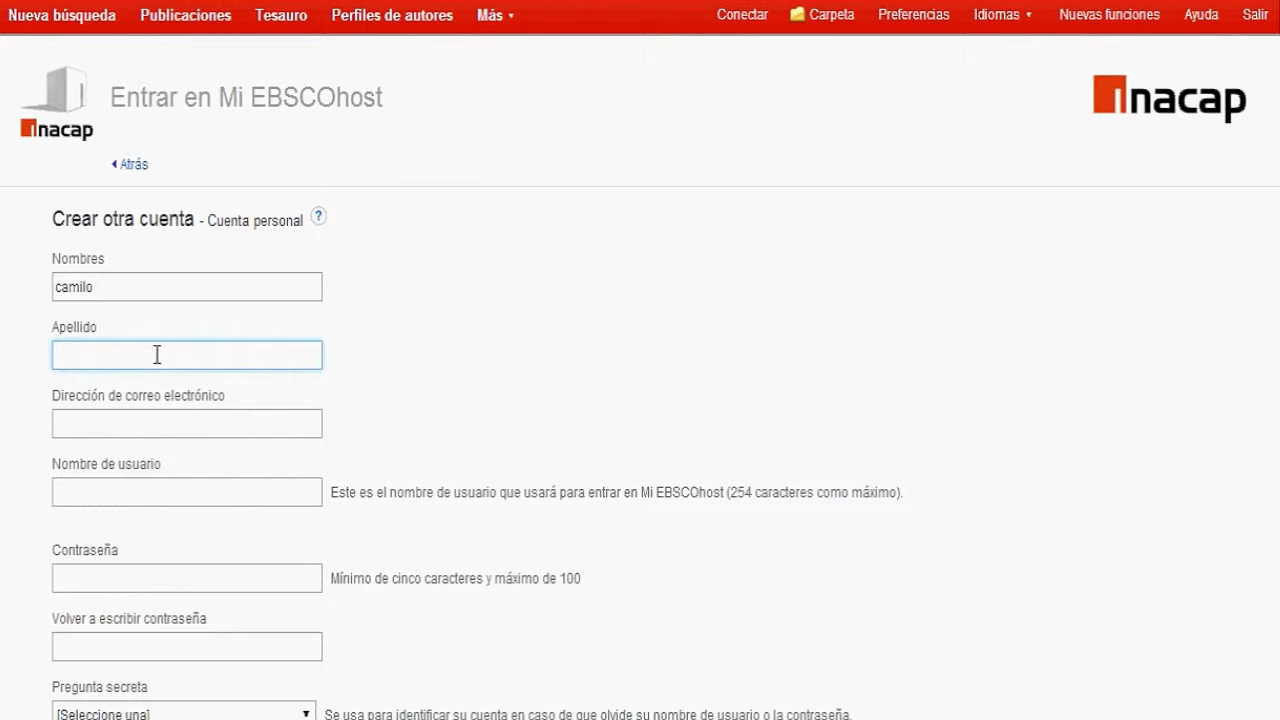 Nueva búsqueda Publicaciones Tesauro Perfiles de autores Más Conectar Carpeta Preferencias Idiomas Nuevas funciones Ayuda Salir
Entrar en Mi EBSCOhost
inacap
inacap
Atrás
Crear otra cuenta - Cuenta personal ?
Nombres
camilo
Apellido
Dirección de correo electrónico
Nombre de usuario
Este es el nombre de usuario que usará para entrar en Mi EBSCOhost (254 caracteres como máximo).
Contraseña
Mínimo de cinco caracteres y máximo de 100
Volver a escribir contraseña
Pregunta secreta
[Seleccione una] Se usa para identificar su cuenta en caso de que olvide su nombre de usuario o la contraseña.